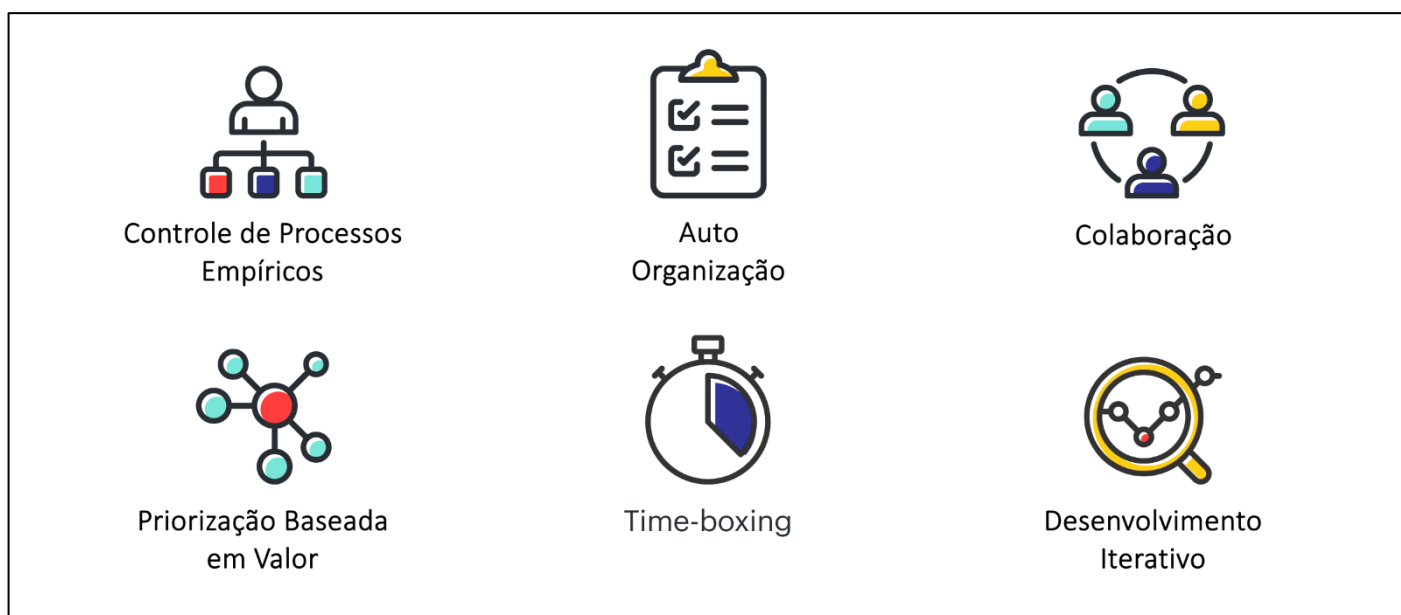 Controle de Processos
Empíricos
Auto
Organização
Colaboração
Priorização Baseada
em Valor
Time-boxing
Desenvolvimento
Iterativo